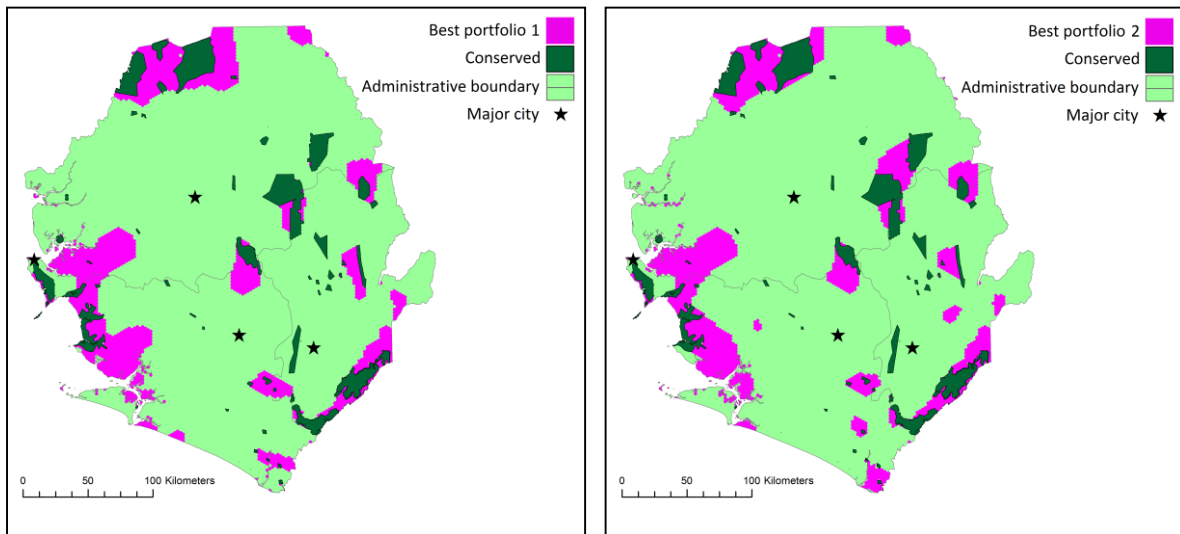 Best portfolio 1
Conserved
Administrative boundary
Major city
0 50 100 Kilometers
Best portfolio 2
Conserved
Administrative boundary
Major city
0 50 100 Kilometers